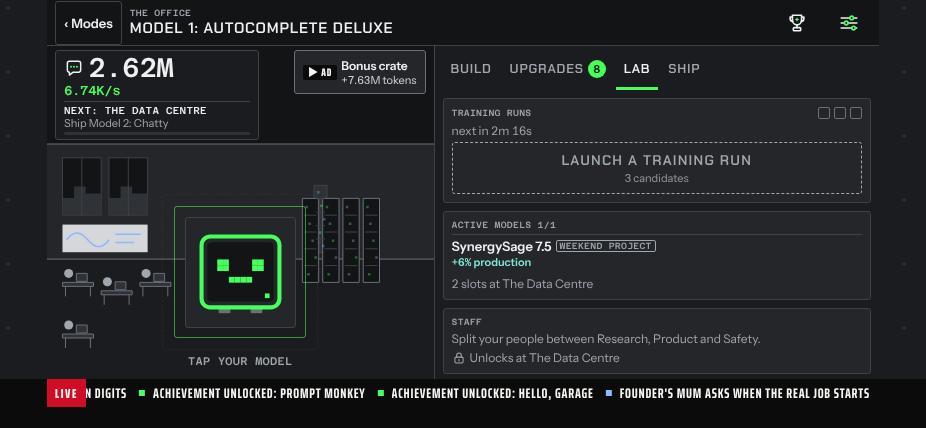 ‹ Modes
THE OFFICE
MODEL 1: AUTOCOMPLETE DELUXE
2.62M
6.74K/s
NEXT: THE DATA CENTRE
Ship Model 2: Chatty
AD
Bonus crate
+7.63M tokens
TAP YOUR MODEL
BUILD
UPGRADES 8
LAB
SHIP
TRAINING RUNS
next in 2m 16s
LAUNCH A TRAINING RUN
3 candidates
ACTIVE MODELS 1/1
SynergySage 7.5 WEEKEND PROJECT
+6% production
2 slots at The Data Centre
STAFF
Split your people between Research, Product and Safety.
Unlocks at The Data Centre
LIVE N DIGITS ACHIEVEMENT UNLOCKED: PROMPT MONKEY ACHIEVEMENT UNLOCKED: HELLO, GARAGE FOUNDER'S MUM ASKS WHEN THE REAL JOB STARTS